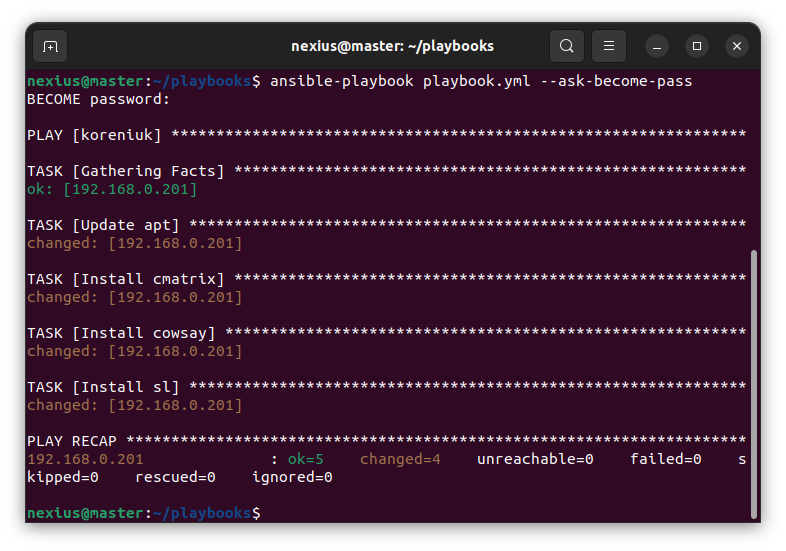 nexius@master: ~/playbooks
nexius@master:~/playbooks$ ansible-playbook playbook.yml --ask-become-pass
BECOME password:
PLAY [koreniuk] ****************************************************************
TASK [Gathering Facts] *********************************************************
ok: [192.168.0.201]
TASK [Update apt] **************************************************************
changed: [192.168.0.201]
TASK [Install cmatrix] *********************************************************
changed: [192.168.0.201]
TASK [Install cowsay] **********************************************************
changed: [192.168.0.201]
TASK [Install sl] **************************************************************
changed: [192.168.0.201]
PLAY RECAP *********************************************************************
192.168.0.201              : ok=5    changed=4    unreachable=0    failed=0    s
kipped=0    rescued=0    ignored=0
nexius@master:~/playbooks$